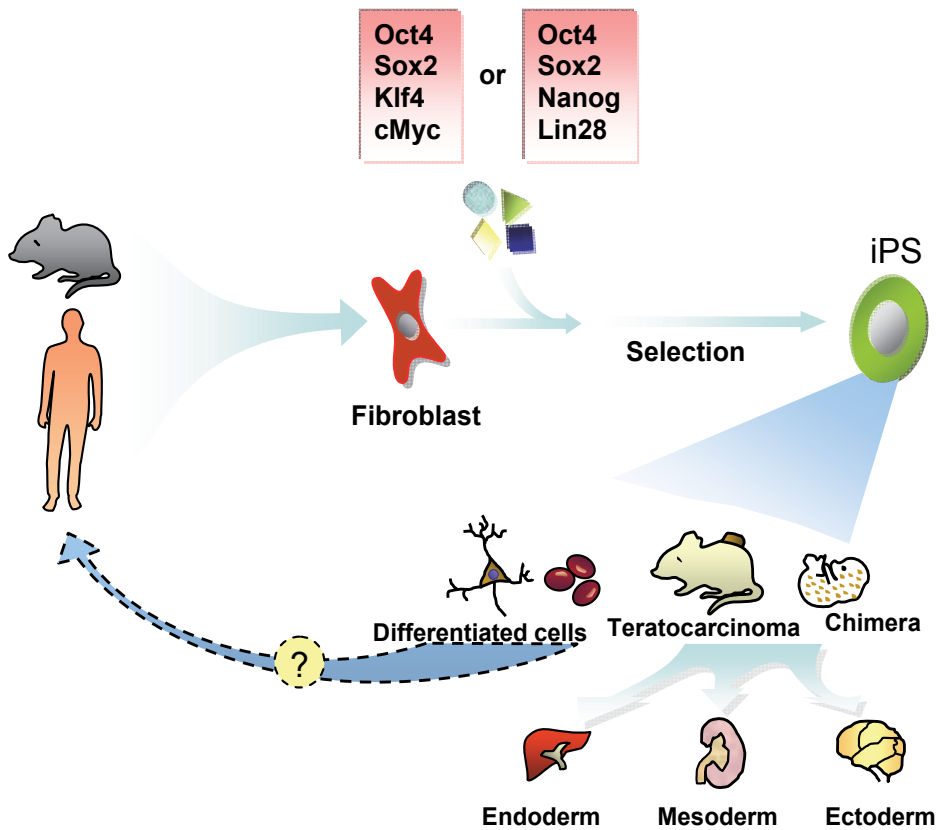 Oct4
Sox2
Klf4
cMyc
or
Oct4
Sox2
Nanog
Lin28
iPS
Selection
Fibroblast
Differentiated cells
Teratocarcinoma
Chimera
?
Endoderm
Mesoderm
Ectoderm